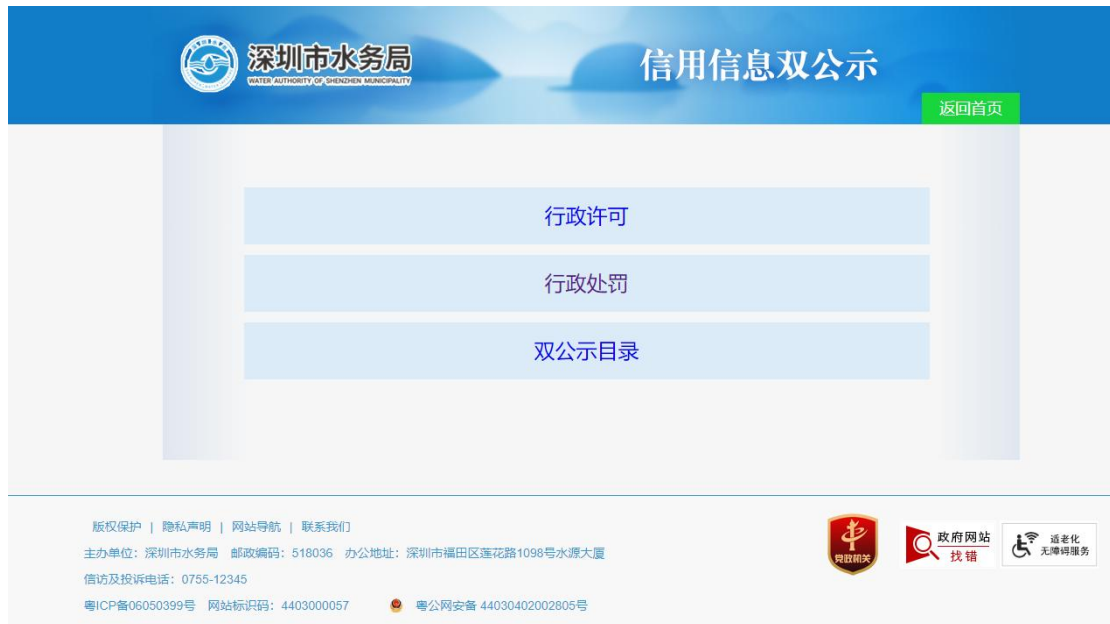 深圳市水务局
WATER AUTHORITY OF SHENZHEN MUNICIPALITY
信用信息双公示
返回首页
行政许可
行政处罚
双公示目录
版权保护 | 隐私声明 | 网站导航 | 联系我们
主办单位：深圳市水务局 邮政编码：518036 办公地址：深圳市福田区莲花路1098号水源大厦
信访及投诉电话：0755-12345
粤ICP备06050399号 网站标识码：4403000057 粤公网安备 44030402002805号
党政机关
政府网站
找错
适老化
无障碍服务